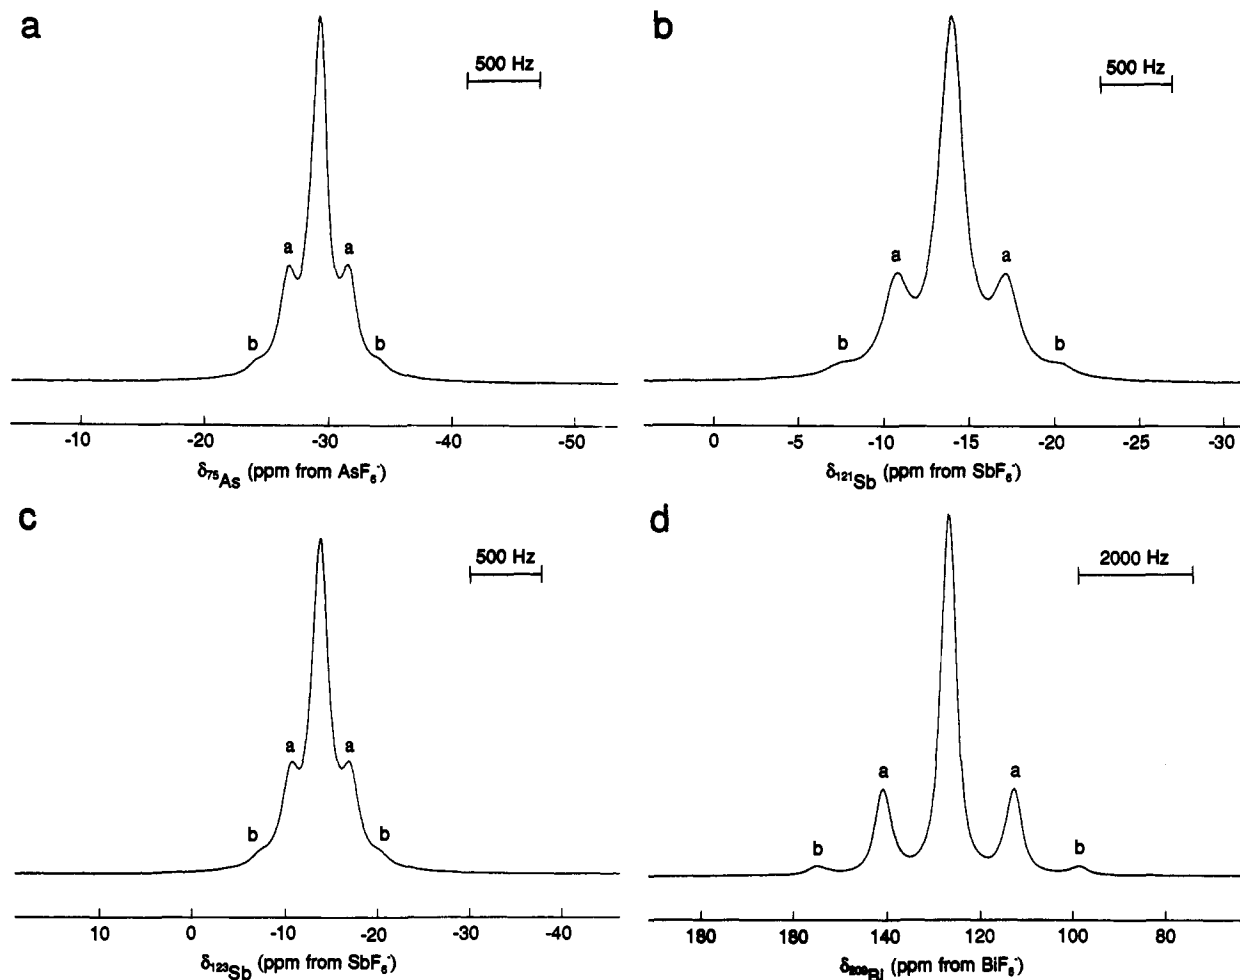 a
500 Hz
a a
b b
-10 -20 -30 -40 -50
δ75As (ppm from AsF6-)
b
500 Hz
a a
b b
0 -5 -10 -15 -20 -25 -30
δ121Sb (ppm from SbF6-)
c
500 Hz
a a
b b
10 0 -10 -20 -30 -40
δ123Sb (ppm from SbF6-)
d
2000 Hz
a a
b b
180 160 140 120 100 80
δ209Bi (ppm from BiF6-)